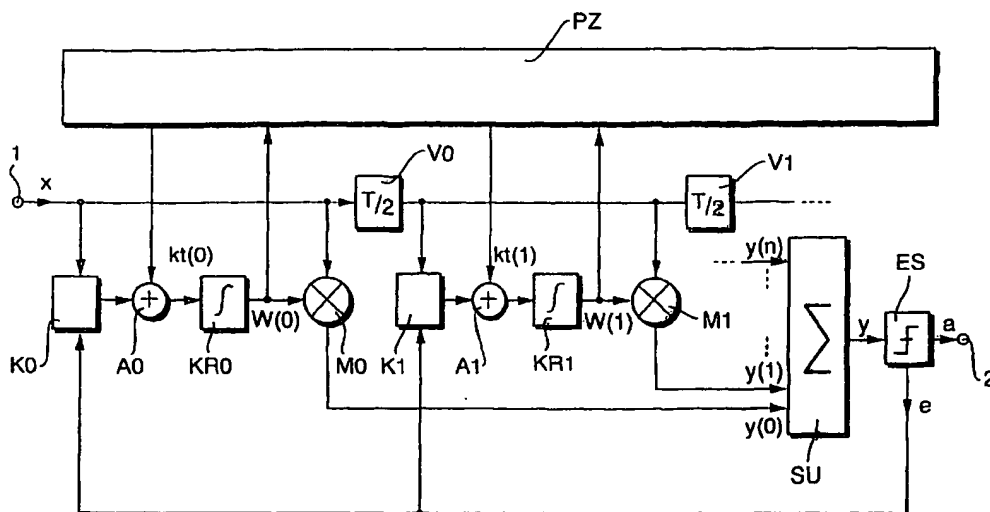 PZ
1
x
V0
T/2
V1
T/2
kt(0)
kt(1)
y(n)
ES
+
∫
W(0)
+
∫
W(1)
M1
Σ
y
a
2
K0
A0
KR0
M0
K1
A1
KR1
y(1)
y(0)
e
SU